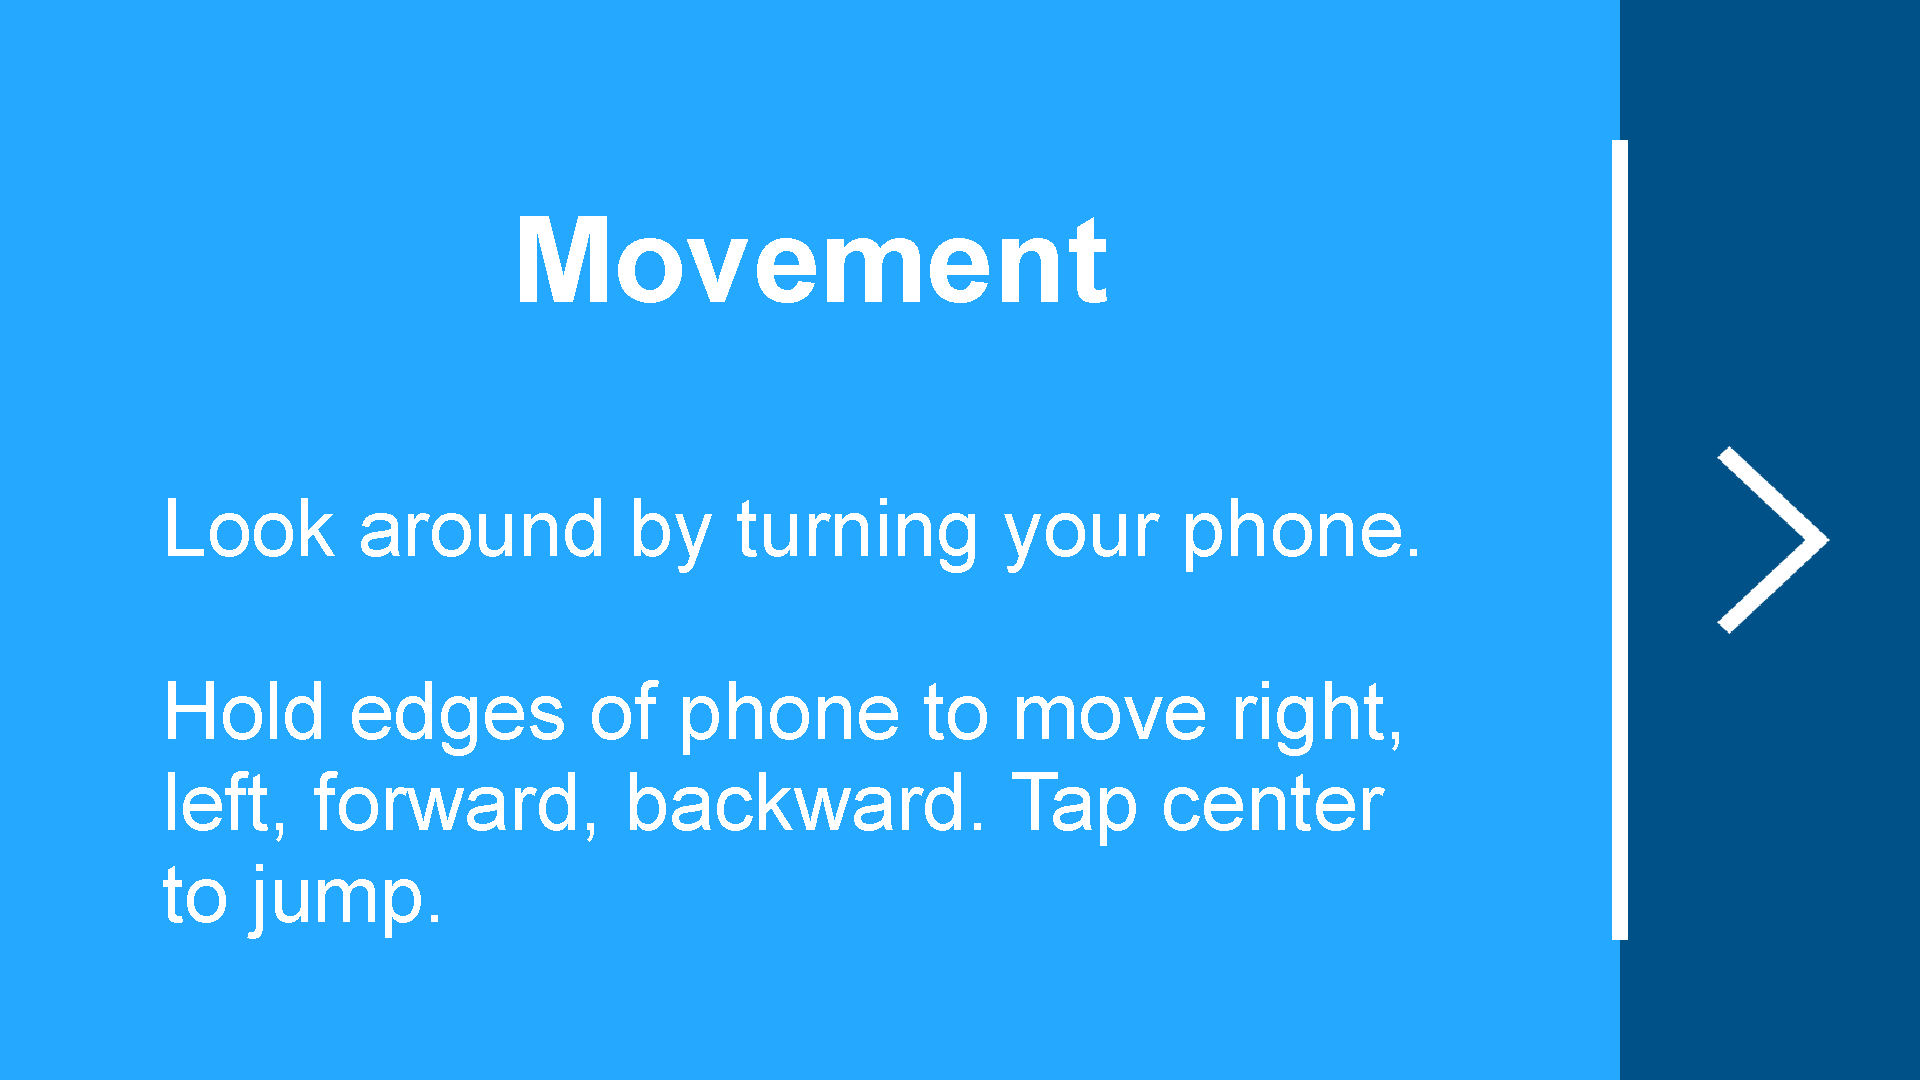 Movement
Look around by turning your phone.
Hold edges of phone to move right,
left, forward, backward. Tap center
to jump.